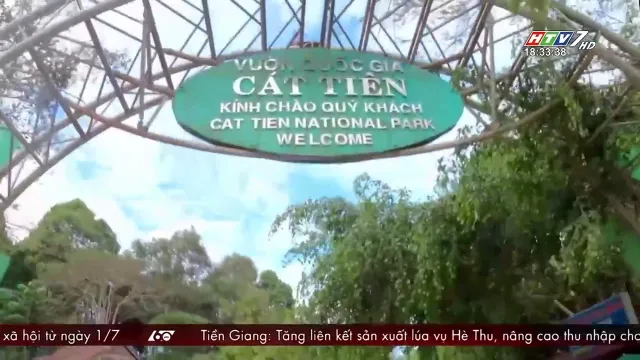 HTV7 HD
18:33:38
VƯỜN QUỐC GIA
CÁT TIÊN
KÍNH CHÀO QUÝ KHÁCH
CAT TIEN NATIONAL PARK
WELCOME
xã hội từ ngày 1/7
60
Tiền Giang: Tăng liên kết sản xuất lúa vụ Hè Thu, nâng cao thu nhập cho